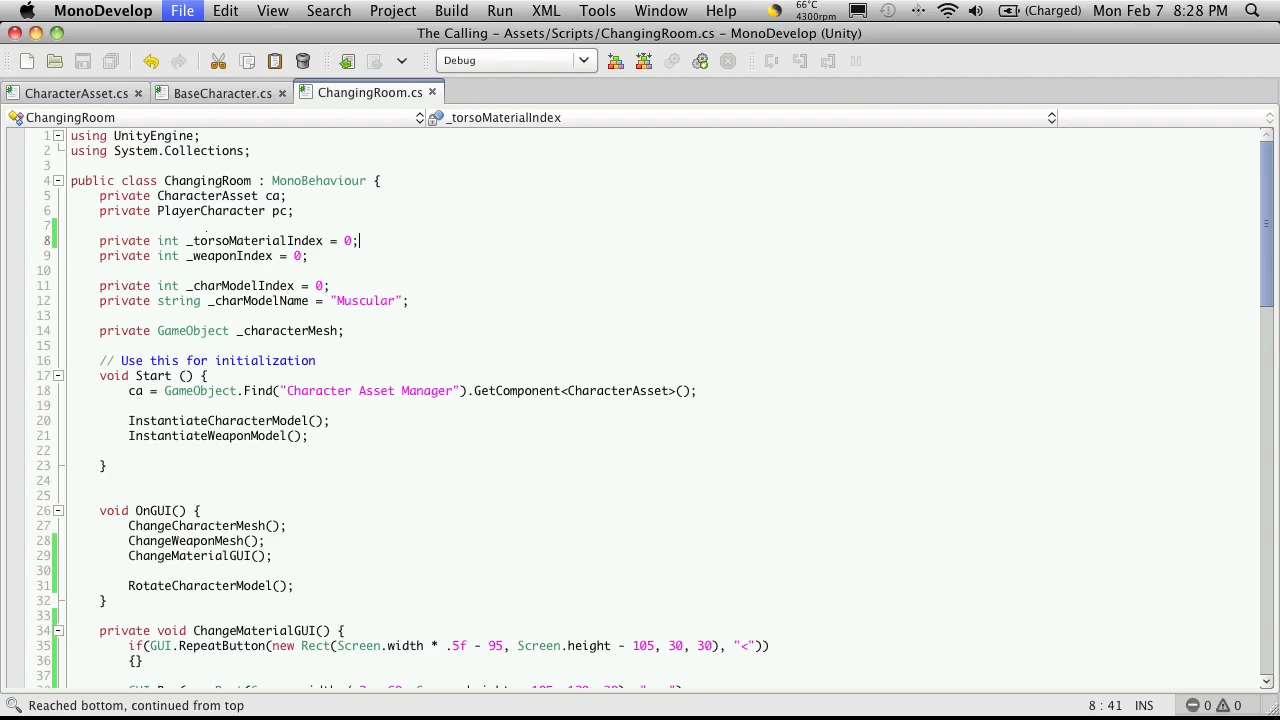 MonoDevelop File Edit View Search Project Build Run XML Tools Window Help 66°C 4300rpm (Charged) Mon Feb 7 8:28 PM
The Calling - Assets/Scripts/ChangingRoom.cs - MonoDevelop (Unity)
Debug
CharacterAsset.cs BaseCharacter.cs ChangingRoom.cs
ChangingRoom _torsoMaterialIndex
1 using UnityEngine;
2 using System.Collections;
3
4 public class ChangingRoom : MonoBehaviour {
5 private CharacterAsset ca;
6 private PlayerCharacter pc;
7
8 private int _torsoMaterialIndex = 0;
9 private int _weaponIndex = 0;
10
11 private int _charModelIndex = 0;
12 private string _charModelName = "Muscular";
13
14 private GameObject _characterMesh;
15
16 // Use this for initialization
17 void Start () {
18 ca = GameObject.Find("Character Asset Manager").GetComponent<CharacterAsset>();
19
20 InstantiateCharacterModel();
21 InstantiateWeaponModel();
22
23 }
24
25
26 void OnGUI() {
27 ChangeCharacterMesh();
28 ChangeWeaponMesh();
29 ChangeMaterialGUI();
30
31 RotateCharacterModel();
32 }
33
34 private void ChangeMaterialGUI() {
35 if(GUI.RepeatButton(new Rect(Screen.width * .5f - 95, Screen.height - 105, 30, 30), "<"))
36 {}
37
Reached bottom, continued from top 8 : 41 INS 0 0